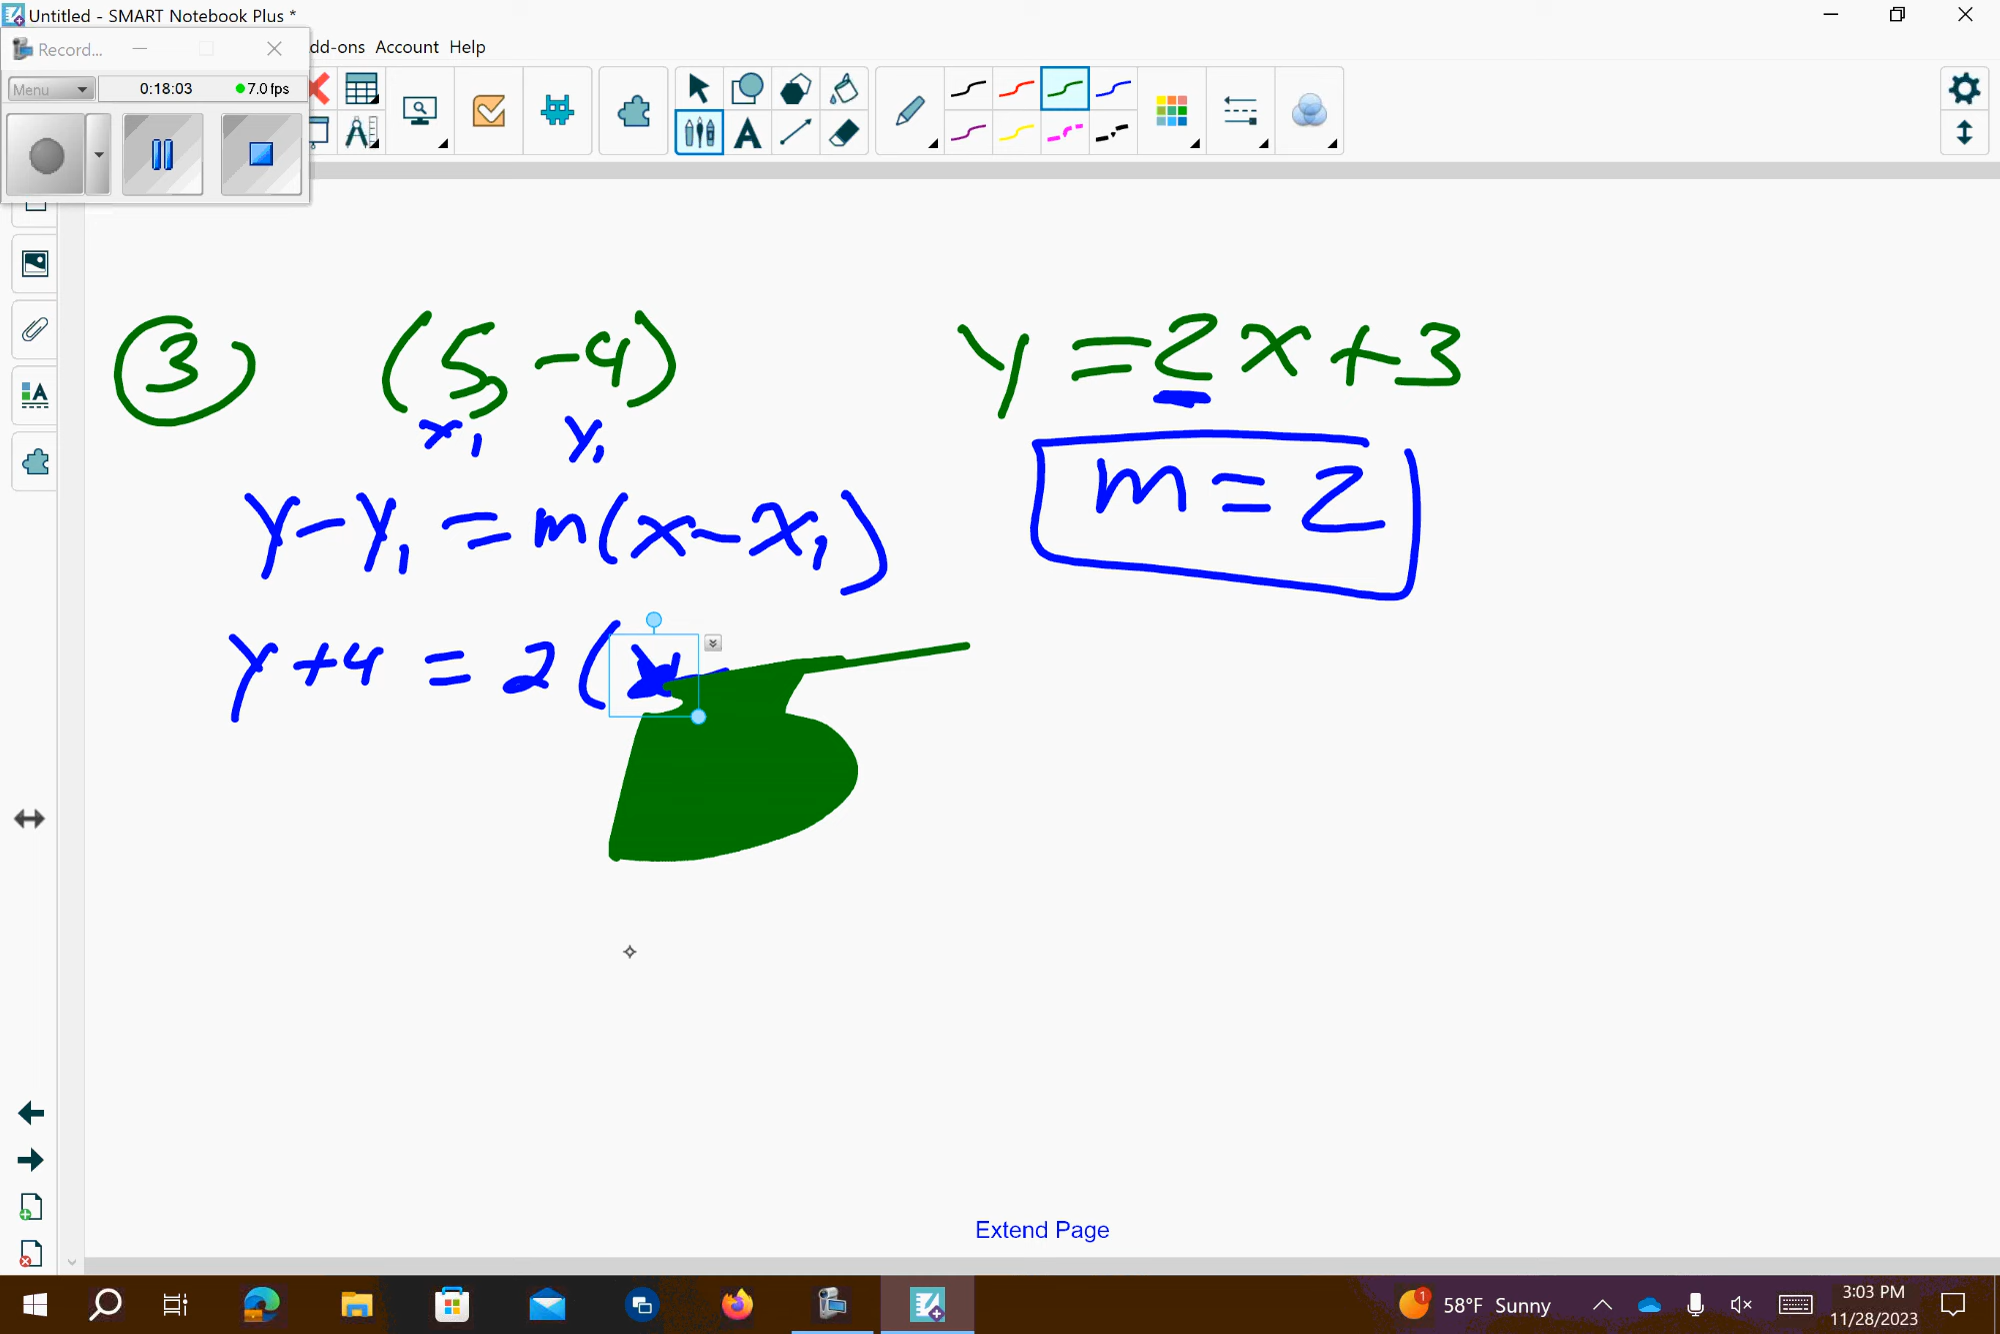 Untitled - SMART Notebook Plus *
Record...
dd-ons Account Help
Menu 0:18:03 7.0 fps
A
3 (5, -4) y = 2x + 3
x₁ y₁
m = 2
y - y₁ = m(x - x₁)
y + 4 = 2(x
Extend Page
1 58°F Sunny
3:03 PM
11/28/2023